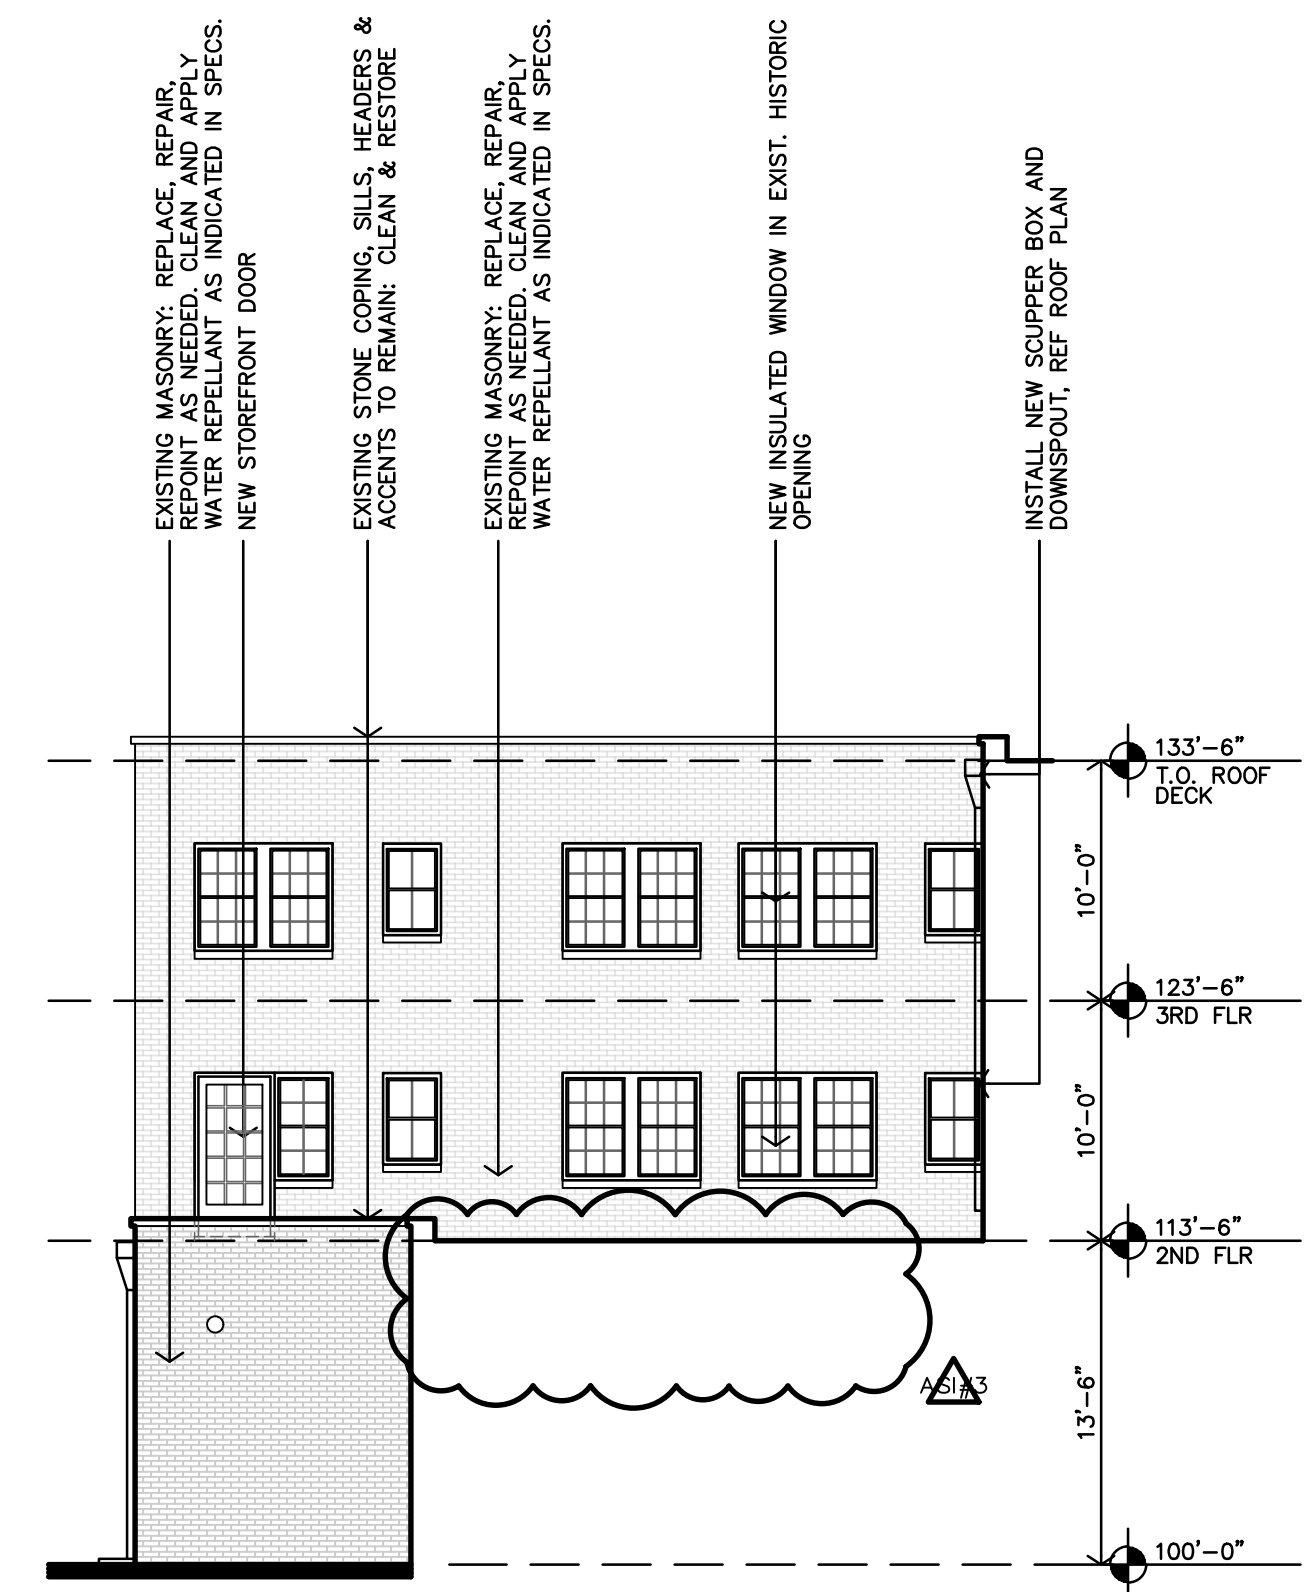 EXISTING MASONRY: REPLACE, REPAIR,
REPOINT AS NEEDED. CLEAN AND APPLY
WATER REPELLANT AS INDICATED IN SPECS.
NEW STOREFRONT DOOR
EXISTING STONE COPING, SILLS, HEADERS &
ACCENTS TO REMAIN: CLEAN & RESTORE
EXISTING MASONRY: REPLACE, REPAIR,
REPOINT AS NEEDED. CLEAN AND APPLY
WATER REPELLANT AS INDICATED IN SPECS.
NEW INSULATED WINDOW IN EXIST. HISTORIC
OPENING
INSTALL NEW SCUPPER BOX AND
DOWNSPOUT, REF ROOF PLAN
133'-6"
T.O. ROOF
DECK
10'-0"
123'-6"
3RD FLR
10'-0"
113'-6"
2ND FLR
ASI#3
13'-6"
100'-0"